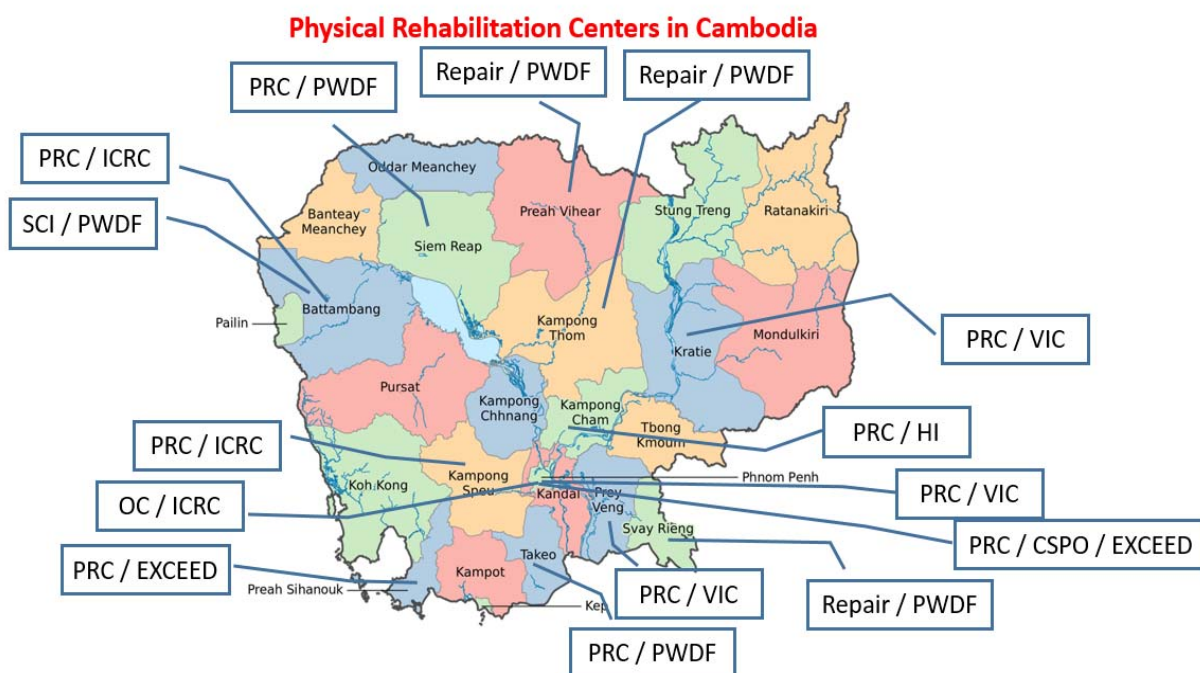 Physical Rehabilitation Centers in Cambodia
Repair / PWDF
Repair / PWDF
PRC / PWDF
PRC / ICRC
SCI / PWDF
Oddar Meanchey
Banteay
Meanchey
Siem Reap
Preah Vihear
Stung Treng
Ratanakiri
Battambang
Pailin
Kampong
Thom
Kratie
Mondulkiri
PRC / VIC
Pursat
Kampong
Chhnang
Kampong
Cham
Tbong
Kmoum
PRC / HI
PRC / ICRC
Koh Kong
Kampong
Speu
Phnom Penh
Kandal
Prey
Veng
PRC / VIC
OC / ICRC
Svay Rieng
PRC / CSPO / EXCEED
PRC / EXCEED
Takeo
Kampot
Preah Sihanouk
Kep
PRC / VIC
Repair / PWDF
PRC / PWDF